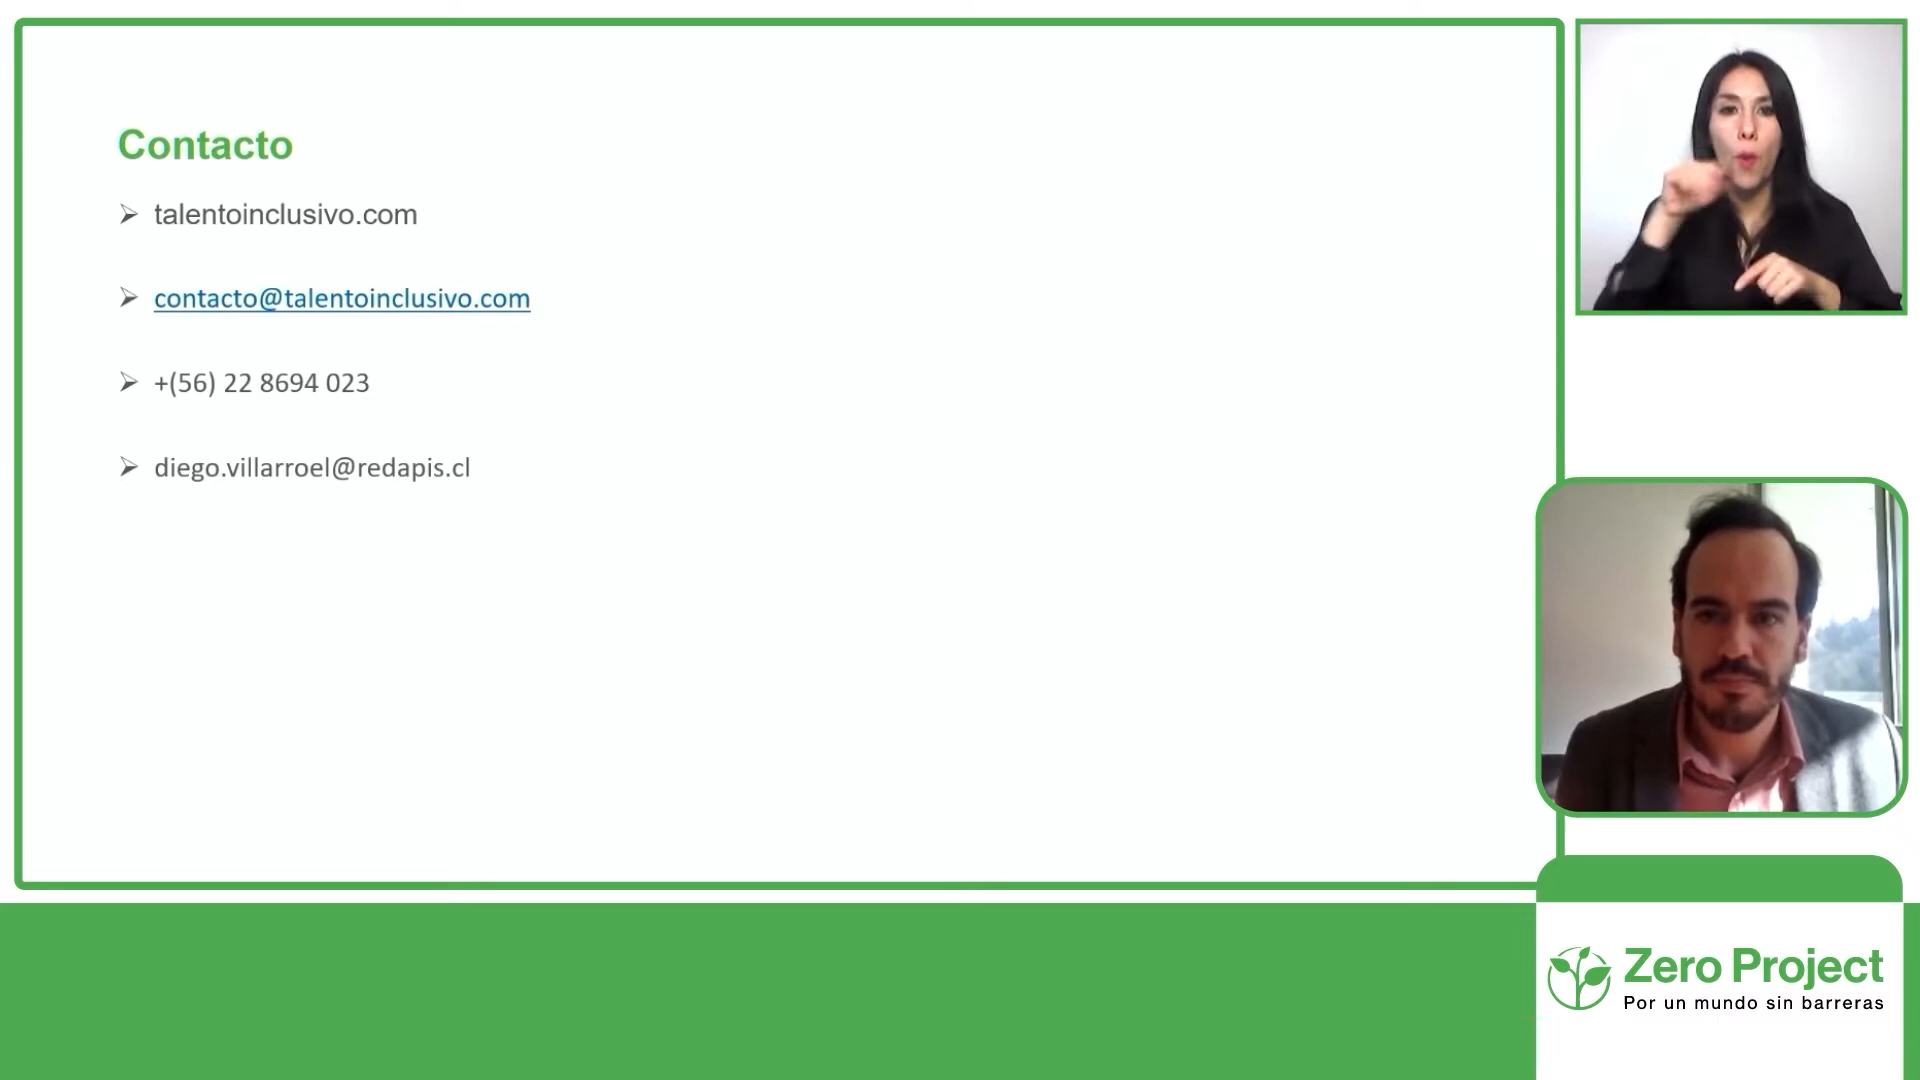 Contacto
talentoinclusivo.com
contacto@talentoinclusivo.com
+(56) 22 8694 023
diego.villarroel@redapis.cl
Zero Project
Por un mundo sin barreras